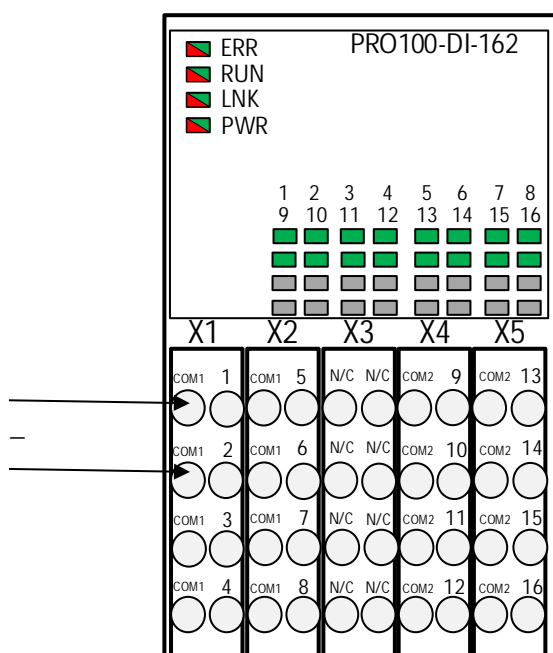 PRO100-DI-162
ERR
RUN
LNK
PWR
1 2 3 4 5 6 7 8
9 10 11 12 13 14 15 16
X1 X2 X3 X4 X5
COM1 1 COM1 5 N/C N/C COM2 9 COM2 13
–
COM1 2 COM1 6 N/C N/C COM2 10 COM2 14
COM1 3 COM1 7 N/C N/C COM2 11 COM2 15
COM1 4 COM1 8 N/C N/C COM2 12 COM2 16